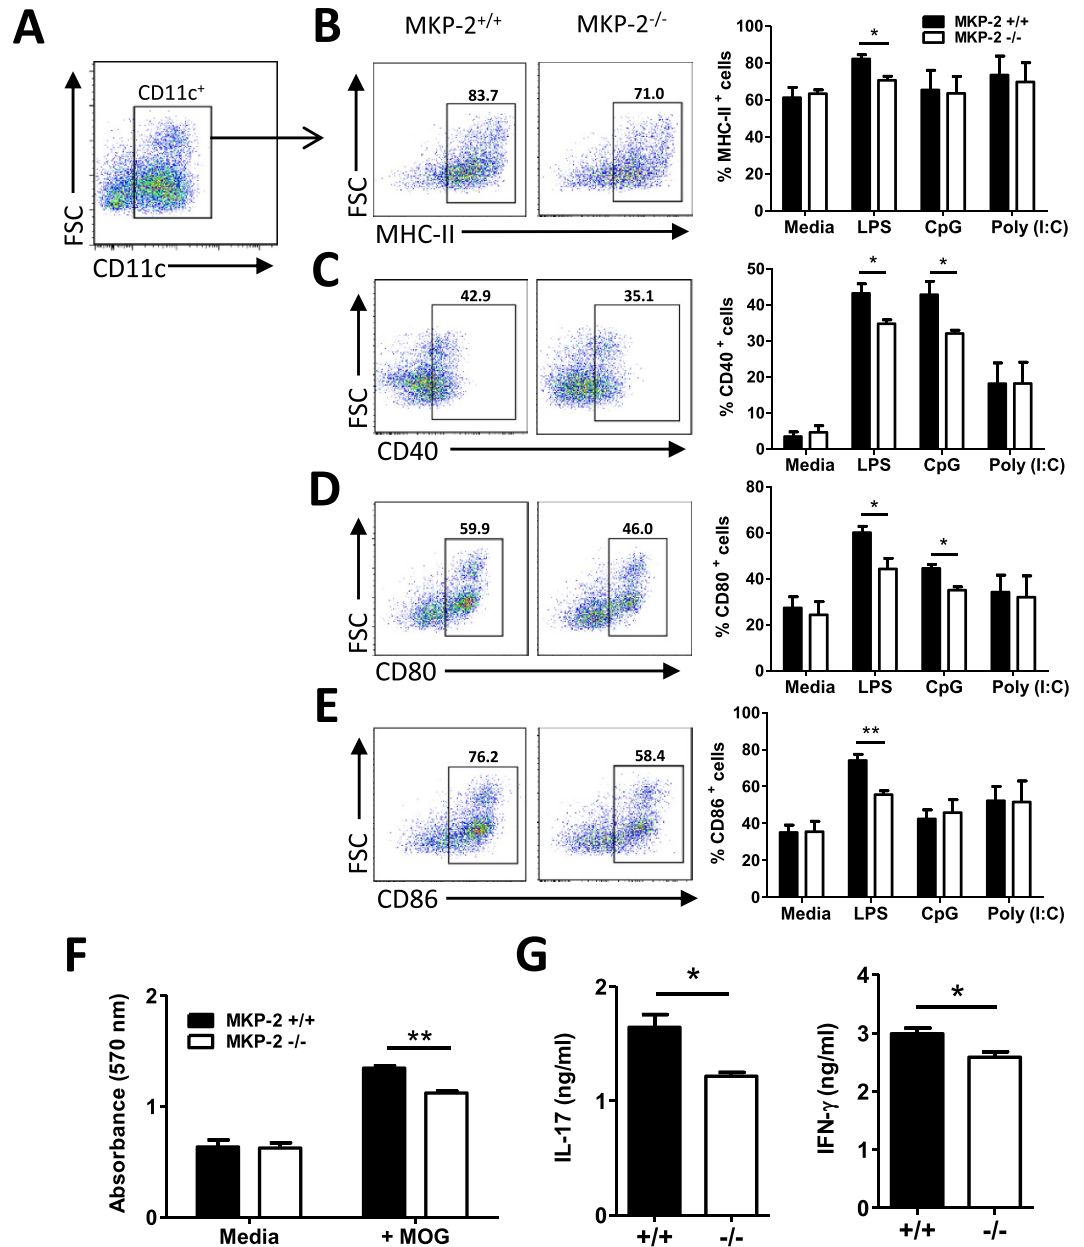 A
CD11c+
FSC
CD11c
B
MKP-2+/+
MKP-2-/-
83.7
71.0
FSC
MHC-II
% MHC-II + cells
100
80
60
40
20
0
MKP-2 +/+
MKP-2 -/-
*
Media LPS CpG Poly (I:C)
C
42.9
35.1
FSC
CD40
% CD40 + cells
50
40
30
20
10
0
* *
Media LPS CpG Poly (I:C)
D
59.9
46.0
FSC
CD80
% CD80 + cells
80
60
40
20
0
*
*
Media LPS CpG Poly (I:C)
E
76.2
58.4
FSC
CD86
% CD86 + cells
100
80
60
40
20
0
**
Media LPS CpG Poly (I:C)
F
Absorbance (570 nm)
2
1
0
MKP-2 +/+
MKP-2 -/-
**
Media + MOG
G
IL-17 (ng/ml)
2
1
0
*
+/+ -/-
IFN-γ (ng/ml)
4
3
2
1
0
*
+/+ -/-